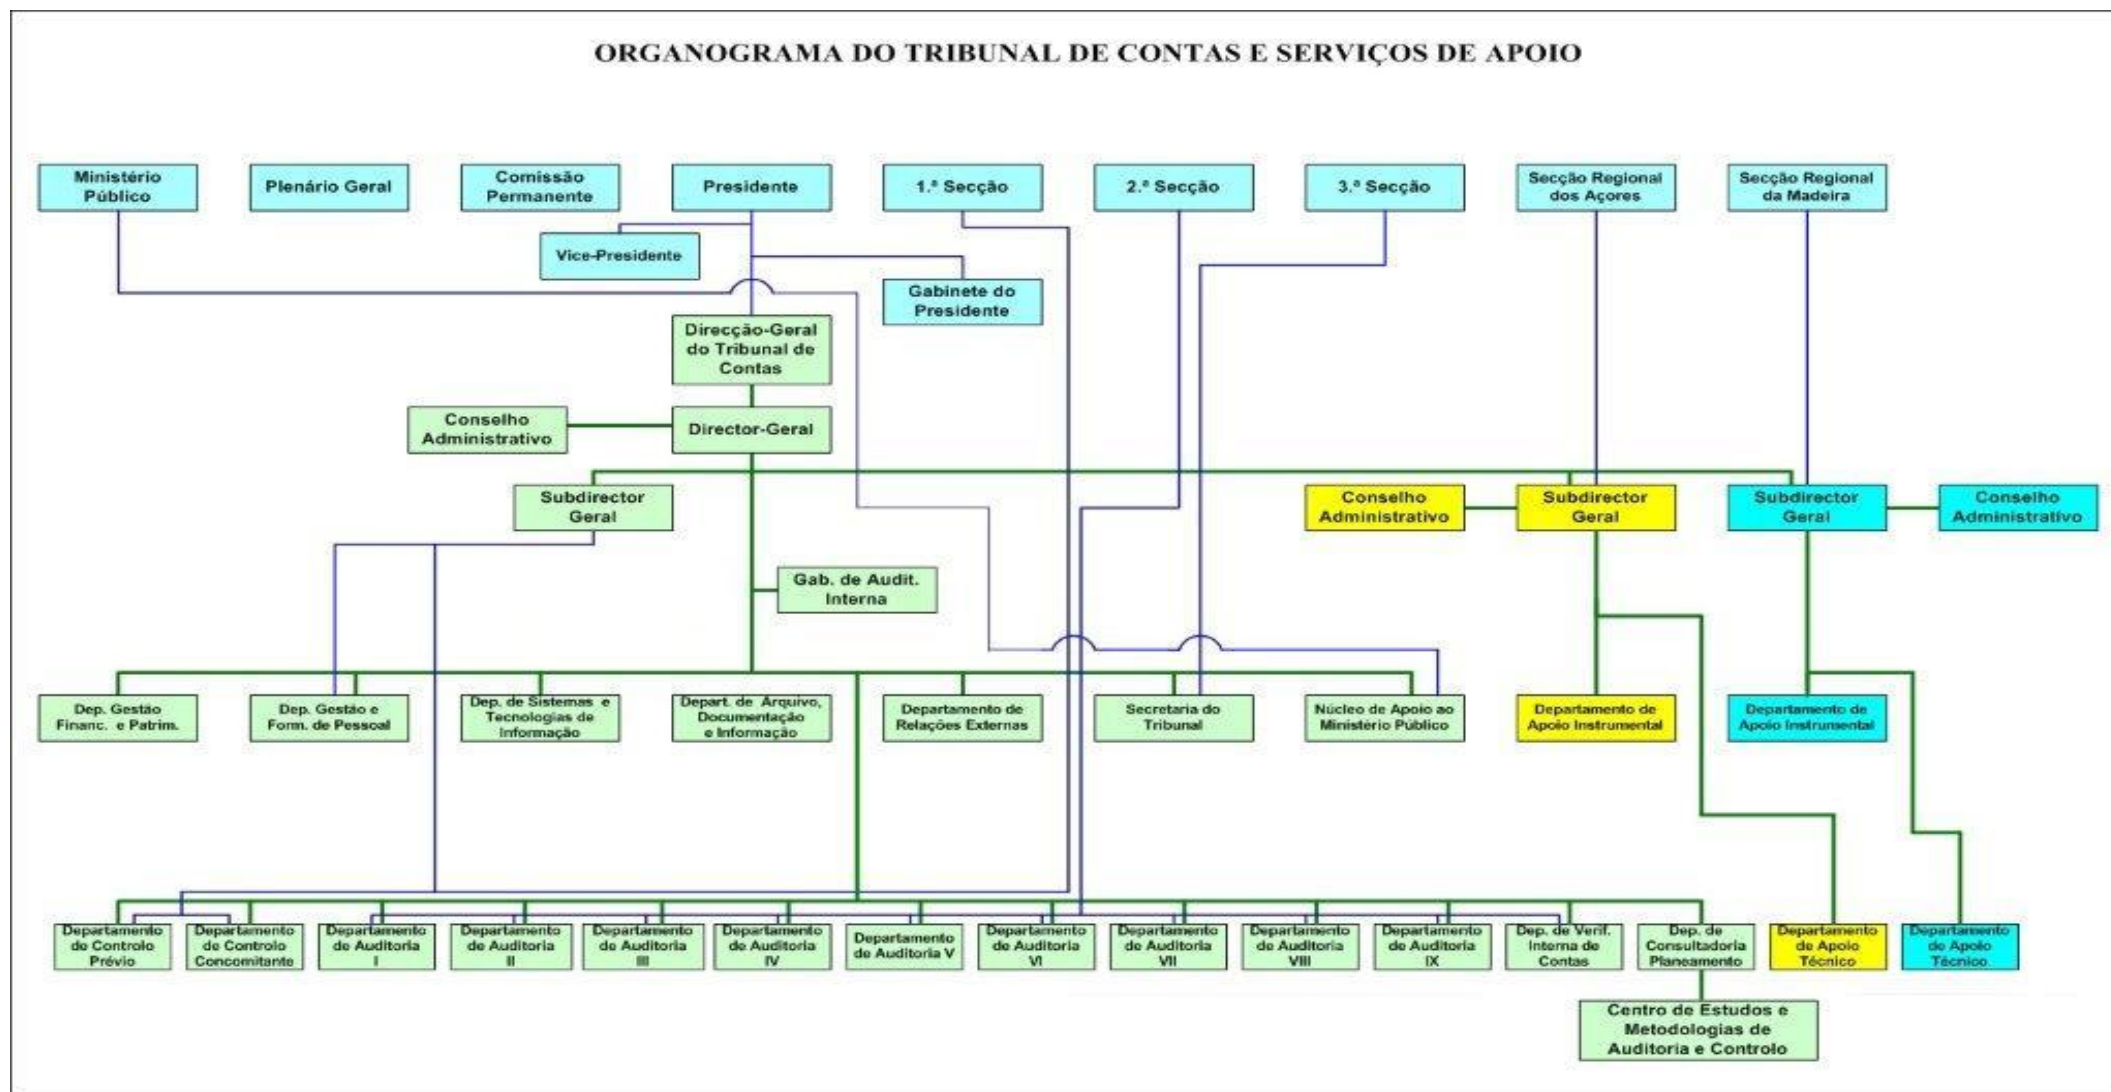 ORGANOGRAMA DO TRIBUNAL DE CONTAS E SERVIÇOS DE APOIO
Ministério
Público
Plenário Geral
Comissão
Permanente
Presidente
1.ª Secção
2.ª Secção
3.ª Secção
Secção Regional
dos Açores
Secção Regional
da Madeira
Vice-Presidente
Gabinete do
Presidente
Direcção-Geral
do Tribunal de
Contas
Conselho
Administrativo
Director-Geral
Subdirector
Geral
Conselho
Administrativo
Subdirector
Geral
Subdirector
Geral
Conselho
Administrativo
Gab. de Audit.
Interna
Dep. Gestão
Financ. e Patrim.
Dep. Gestão e
Form. de Pessoal
Dep. de Sistemas e
Tecnologias de
Informação
Depart. de Arquivo,
Documentação
e Informação
Departamento de
Relações Externas
Secretaria do
Tribunal
Núcleo de Apoio ao
Ministério Público
Departamento de
Apoio Instrumental
Departamento de
Apoio Instrumental
Departamento
de Controlo
Prévio
Departamento
de Controlo
Concomitante
Departamento
de Auditoria
I
Departamento
de Auditoria
II
Departamento
de Auditoria
III
Departamento
de Auditoria
IV
Departamento
de Auditoria V
Departamento
de Auditoria
VI
Departamento
de Auditoria
VII
Departamento
de Auditoria
VIII
Departamento
de Auditoria
IX
Dep. de Verif.
Interna de
Contas
Dep. de
Consultadoria
Planeamento
Departamento
de Apoio
Técnico
Departamento
de Apoio
Técnico
Centro de Estudos e
Metodologias de
Auditoria e Controlo